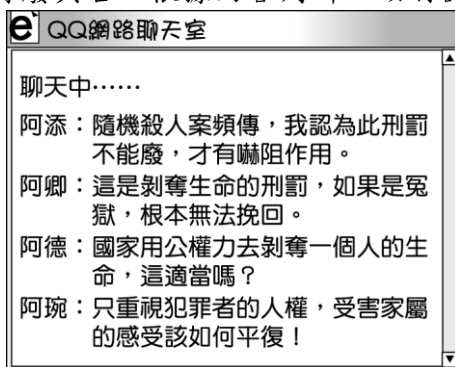 QQ網路聊天室
聊天中……
阿添：隨機殺人案頻傳，我認為此刑罰
不能廢，才有嚇阻作用。
阿卿：這是剝奪生命的刑罰，如果是冤
獄，根本無法挽回。
阿德：國家用公權力去剝奪一個人的生
命，這適當嗎？
阿琬：只重視犯罪者的人權，受害家屬
的感受該如何平復！